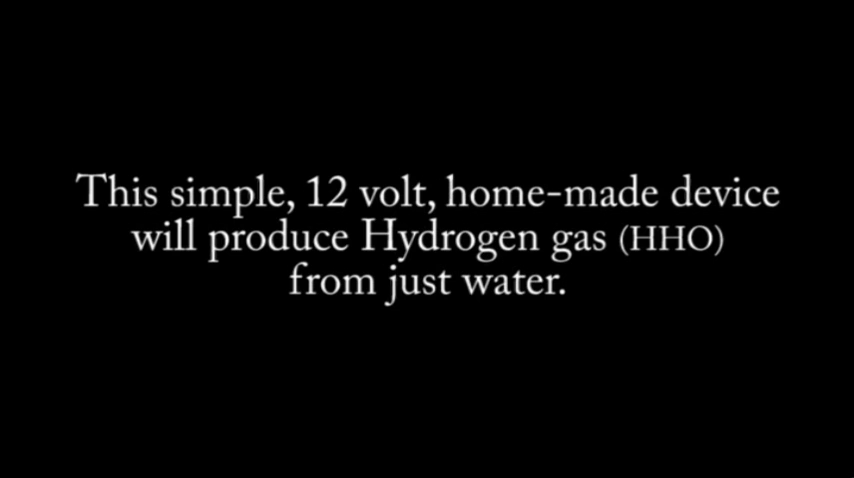 This simple, 12 volt, home-made device
will produce Hydrogen gas (HHO)
from just water.